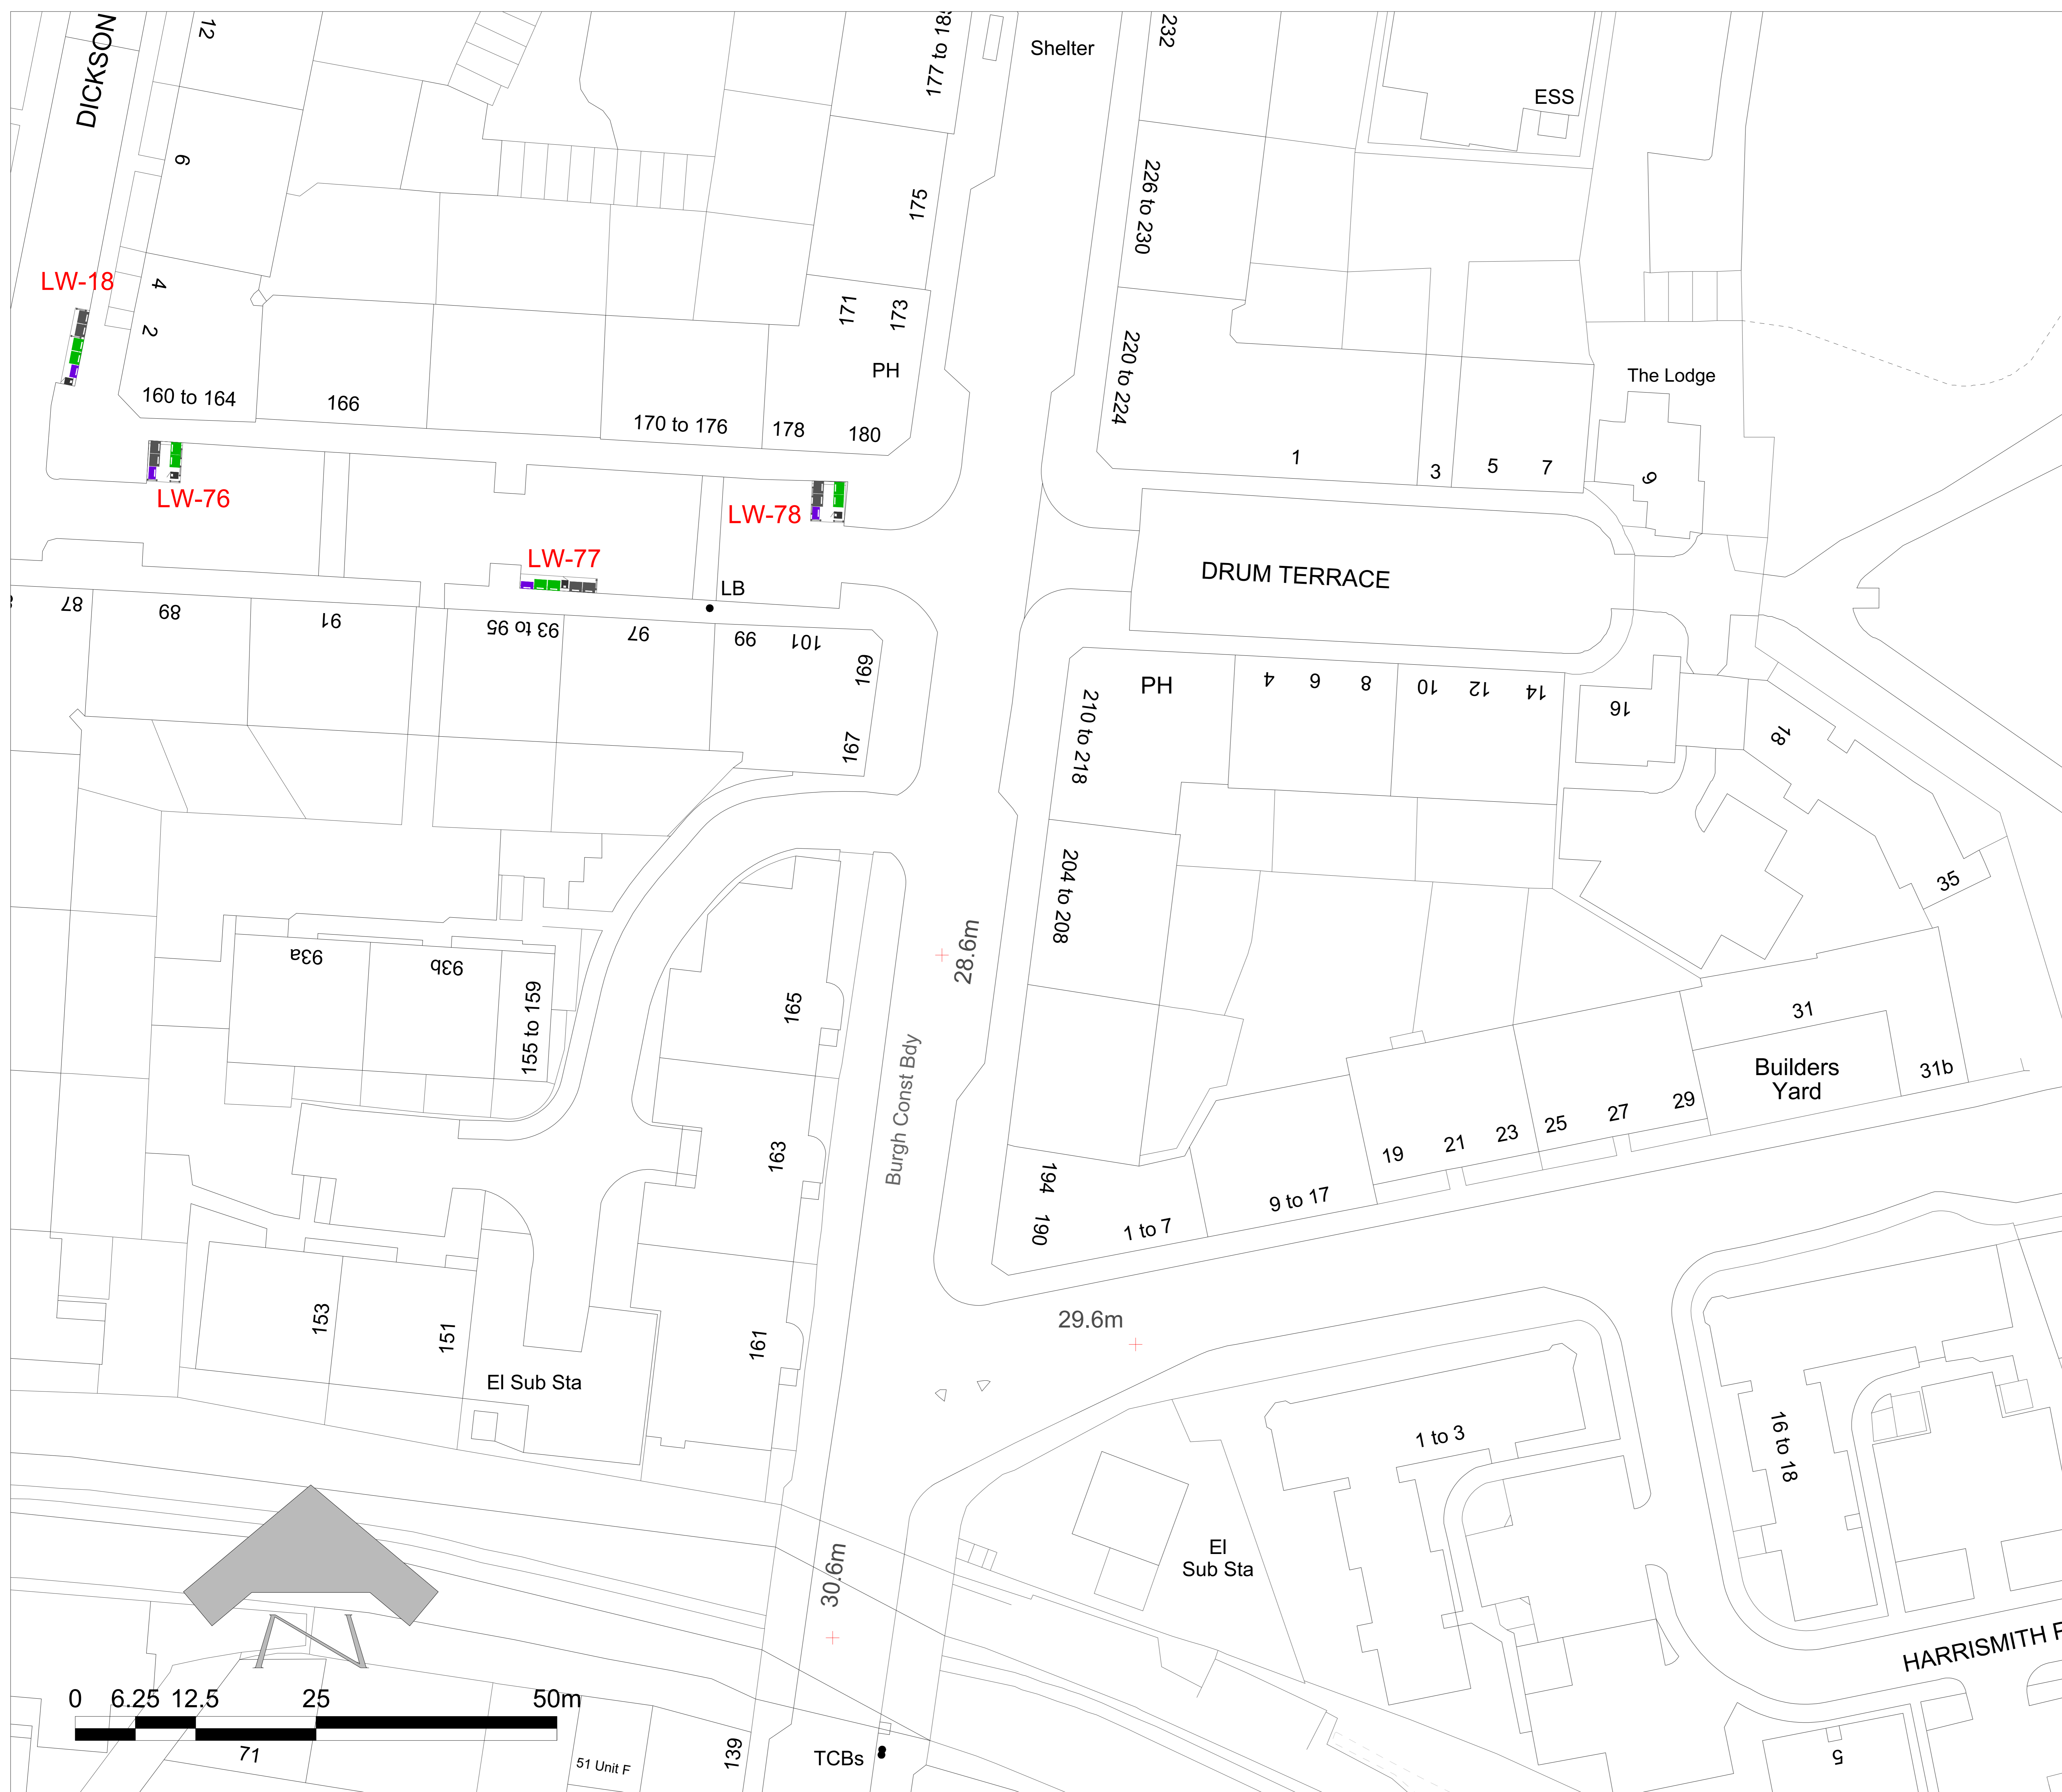 DICKSON
12
177 to 185
Shelter
232
ESS
6
175
226 to 230
LW-18
4
2
171
173
PH
220 to 224
The Lodge
160 to 164
166
170 to 176
178
180
1
3
5
7
9
LW-76
LW-78
LW-77
LB
DRUM TERRACE
87
89
91
93 to 95
97
99
101
169
167
210 to 218
PH
4
6
8
10
12
14
16
18
204 to 208
35
28.6m
93a
93b
155 to 159
165
31
Builders
Yard
31b
Burgh Const Bdy
163
19
21
23
25
27
29
194
190
1 to 7
9 to 17
153
151
161
29.6m
El Sub Sta
1 to 3
16 to 18
El
Sub Sta
30.6m
N
HARRISMITH
0 6.25 12.5 25 50m
71
51 Unit F
139
TCBs
5